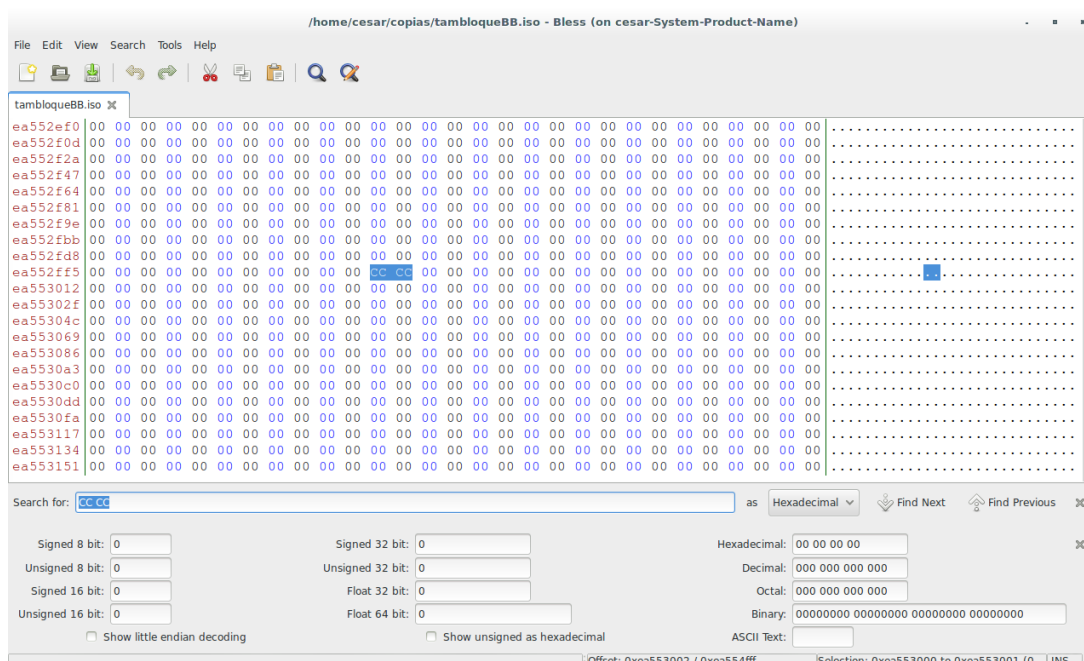 /home/cesar/copias/tambloqueBB.iso - Bless (on cesar-System-Product-Name)
File Edit View Search Tools Help
tambloqueBB.iso
ea552ef0 00 00 00 00 00 00 00 00 00 00 00 00 00 00 00 00 00 00 00 00 00 00 00 00 00 00 00 00 00 .............................
ea552f0d 00 00 00 00 00 00 00 00 00 00 00 00 00 00 00 00 00 00 00 00 00 00 00 00 00 00 00 00 00 .............................
ea552f2a 00 00 00 00 00 00 00 00 00 00 00 00 00 00 00 00 00 00 00 00 00 00 00 00 00 00 00 00 00 .............................
ea552f47 00 00 00 00 00 00 00 00 00 00 00 00 00 00 00 00 00 00 00 00 00 00 00 00 00 00 00 00 00 .............................
ea552f64 00 00 00 00 00 00 00 00 00 00 00 00 00 00 00 00 00 00 00 00 00 00 00 00 00 00 00 00 00 .............................
ea552f81 00 00 00 00 00 00 00 00 00 00 00 00 00 00 00 00 00 00 00 00 00 00 00 00 00 00 00 00 00 .............................
ea552f9e 00 00 00 00 00 00 00 00 00 00 00 00 00 00 00 00 00 00 00 00 00 00 00 00 00 00 00 00 00 .............................
ea552fbb 00 00 00 00 00 00 00 00 00 00 00 00 00 00 00 00 00 00 00 00 00 00 00 00 00 00 00 00 00 .............................
ea552fd8 00 00 00 00 00 00 00 00 00 00 00 00 00 00 00 00 00 00 00 00 00 00 00 00 00 00 00 00 00 .............................
ea552ff5 00 00 00 00 00 00 00 00 00 00 00 CC CC 00 00 00 00 00 00 00 00 00 00 00 00 00 00 00 00 .............................
ea553012 00 00 00 00 00 00 00 00 00 00 00 00 00 00 00 00 00 00 00 00 00 00 00 00 00 00 00 00 00 .............................
ea55302f 00 00 00 00 00 00 00 00 00 00 00 00 00 00 00 00 00 00 00 00 00 00 00 00 00 00 00 00 00 .............................
ea55304c 00 00 00 00 00 00 00 00 00 00 00 00 00 00 00 00 00 00 00 00 00 00 00 00 00 00 00 00 00 .............................
ea553069 00 00 00 00 00 00 00 00 00 00 00 00 00 00 00 00 00 00 00 00 00 00 00 00 00 00 00 00 00 .............................
ea553086 00 00 00 00 00 00 00 00 00 00 00 00 00 00 00 00 00 00 00 00 00 00 00 00 00 00 00 00 00 .............................
ea5530a3 00 00 00 00 00 00 00 00 00 00 00 00 00 00 00 00 00 00 00 00 00 00 00 00 00 00 00 00 00 .............................
ea5530c0 00 00 00 00 00 00 00 00 00 00 00 00 00 00 00 00 00 00 00 00 00 00 00 00 00 00 00 00 00 .............................
ea5530dd 00 00 00 00 00 00 00 00 00 00 00 00 00 00 00 00 00 00 00 00 00 00 00 00 00 00 00 00 00 .............................
ea5530fa 00 00 00 00 00 00 00 00 00 00 00 00 00 00 00 00 00 00 00 00 00 00 00 00 00 00 00 00 00 .............................
ea553117 00 00 00 00 00 00 00 00 00 00 00 00 00 00 00 00 00 00 00 00 00 00 00 00 00 00 00 00 00 .............................
ea553134 00 00 00 00 00 00 00 00 00 00 00 00 00 00 00 00 00 00 00 00 00 00 00 00 00 00 00 00 00 .............................
ea553151 00 00 00 00 00 00 00 00 00 00 00 00 00 00 00 00 00 00 00 00 00 00 00 00 00 00 00 00 00 .............................
Search for: CC CC as Hexadecimal Find Next Find Previous
Signed 8 bit: 0 Signed 32 bit: 0 Hexadecimal: 00 00 00 00
Unsigned 8 bit: 0 Unsigned 32 bit: 0 Decimal: 000 000 000 000
Signed 16 bit: 0 Float 32 bit: 0 Octal: 000 000 000 000
Unsigned 16 bit: 0 Float 64 bit: 0 Binary: 00000000 00000000 00000000 00000000
Show little endian decoding Show unsigned as hexadecimal ASCII Text:
Offset: 0xea553002 / 0xea554fff Selection: 0xea553000 to 0xea553001 (0 INS